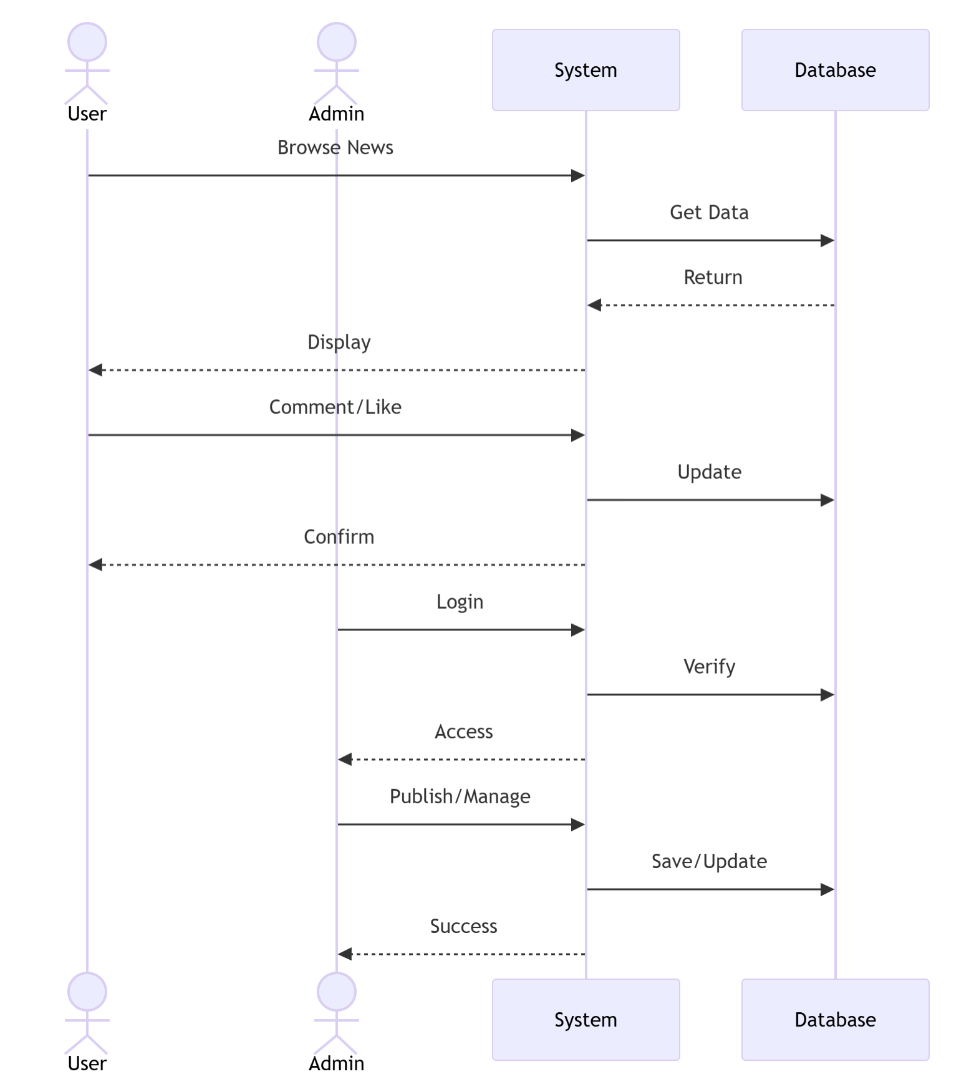 User
Admin
System
Database
Browse News
Get Data
Return
Display
Comment/Like
Update
Confirm
Login
Verify
Access
Publish/Manage
Save/Update
Success
User
Admin
System
Database